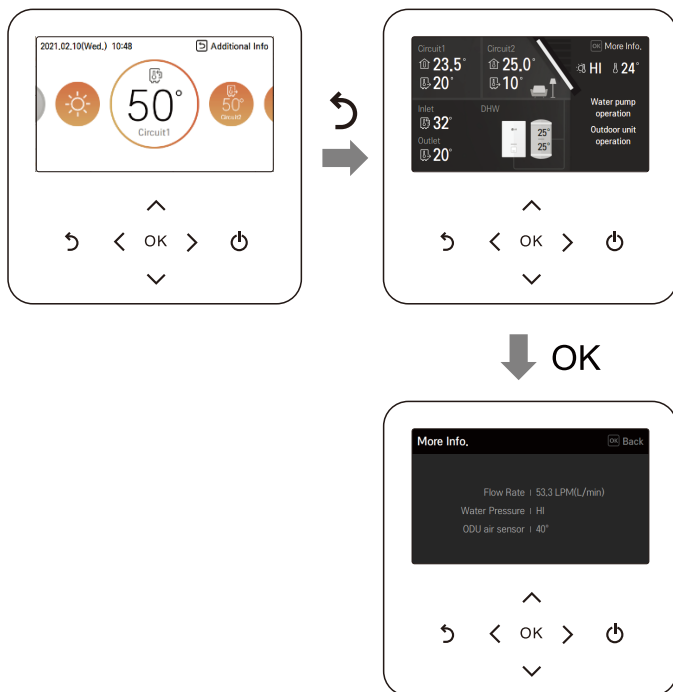 2021.02.10(Wed.) 10:48 Additional Info
50°
Circuit1
50°
Circuit2
OK
Circuit1 Circuit2 OK More Info.
23.5° 25.0° HI 24°
20° 10°
Inlet DHW Water pump
operation
32° 25° Outdoor unit
operation
Outlet 25°
20°
OK
OK
More Info. OK Back
Flow Rate 53.3 LPM(L/min)
Water Pressure HI
ODU air sensor 40°
OK